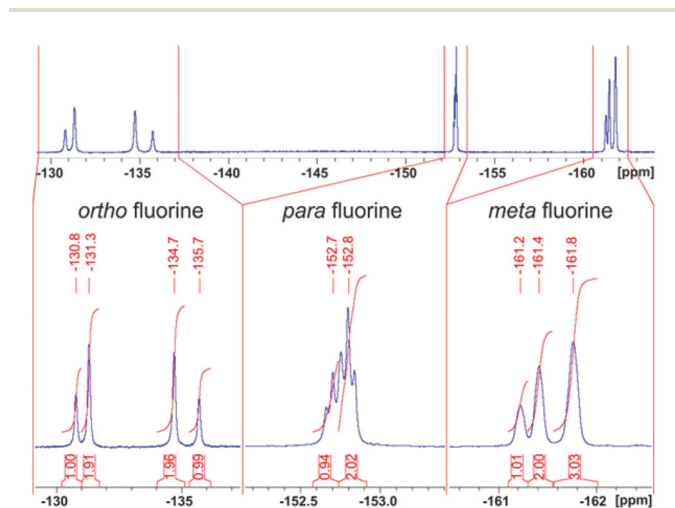 -130 -135 -140 -145 -150 -155 -160 [ppm]
ortho fluorine para fluorine meta fluorine
-130.8 -131.3 -134.7 -135.7 -152.7 -152.8 -161.2 -161.4 -161.8
1.00 1.91 1.96 0.99 0.94 2.02 1.01 2.00 3.03
-130 -135 -152.5 -153.0 -161 -162 [ppm]